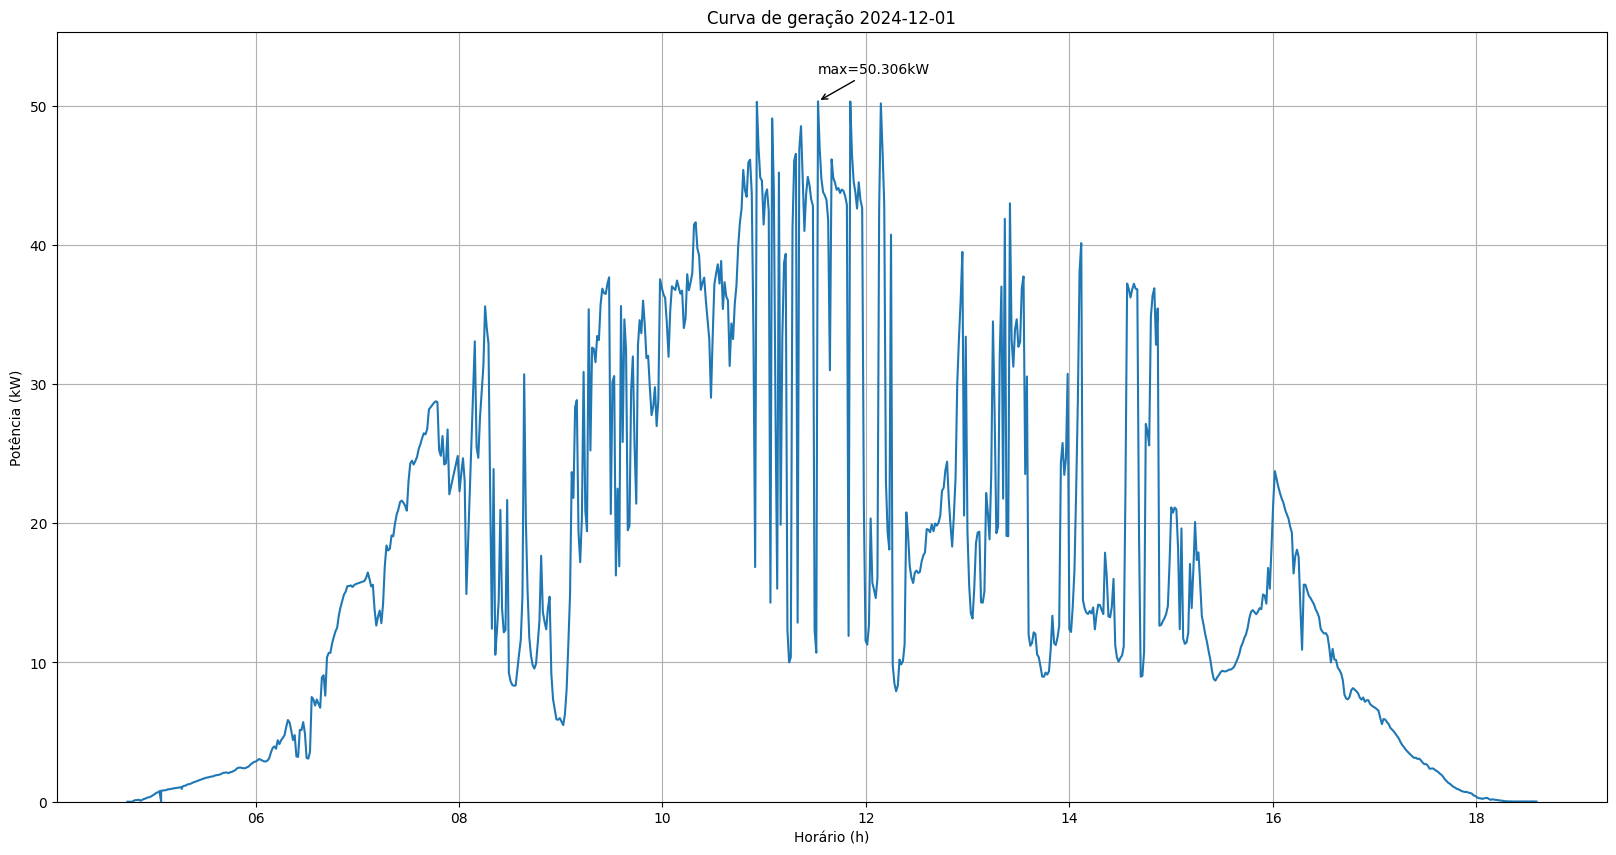 Curva de geração 2024-12-01
max=50.306kW
50
40
30
20
10
0
Potência (kW)
06 08 10 12 14 16 18
Horário (h)